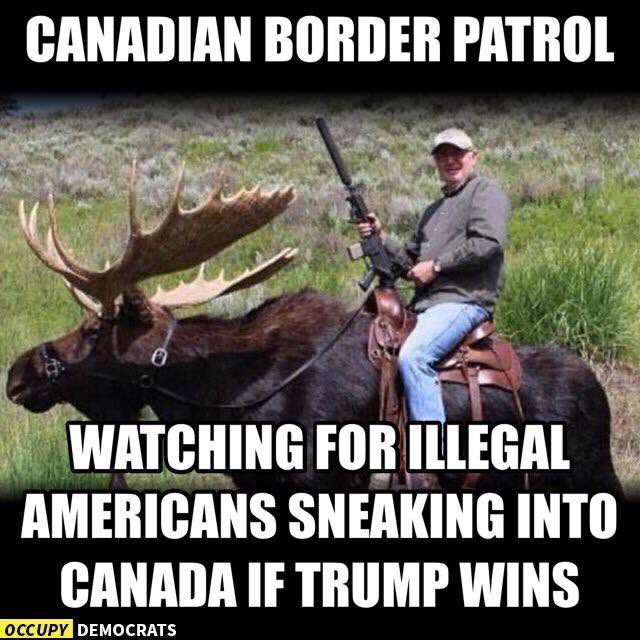 CANADIAN BORDER PATROL
WATCHING FOR ILLEGAL
AMERICANS SNEAKING INTO
CANADA IF TRUMP WINS
OCCUPY DEMOCRATS